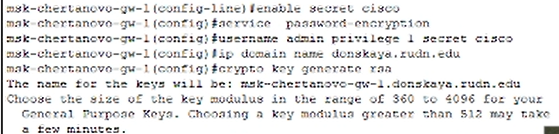 msk-chertanovo-gw-1(config-line)#enable secret cisco
msk-chertanovo-gw-1(config)#service  password-encryption
msk-chertanovo-gw-1(config)#username admin privilege 1 secret cisco
msk-chertanovo-gw-1(config)#ip domain name donskaya.rudn.edu
msk-chertanovo-gw-1(config)#crypto key generate rsa
The name for the keys will be: msk-chertanovo-gw-1.donskaya.rudn.edu
Choose the size of the key modulus in the range of 360 to 4096 for your
General Purpose Keys. Choosing a key modulus greater than 512 may take
a few minutes.